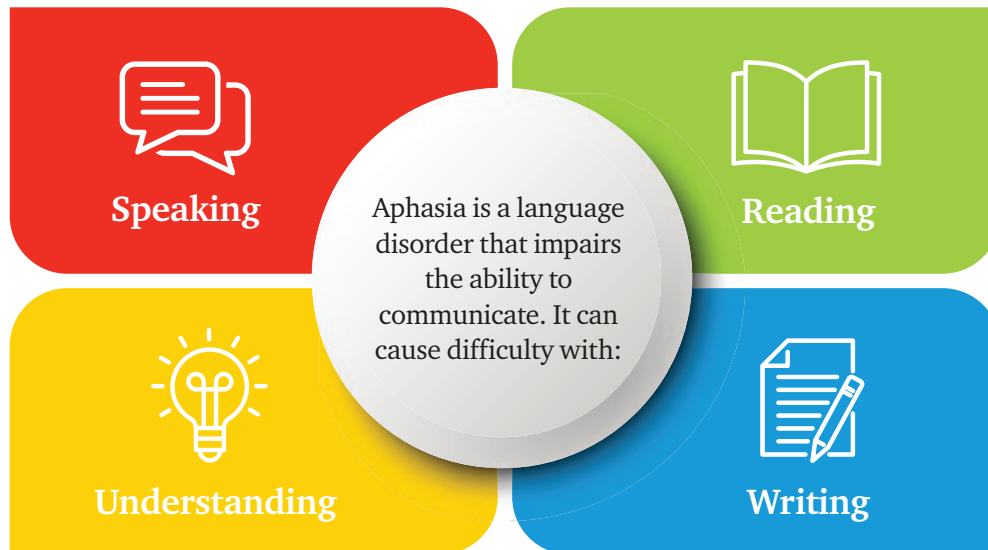 Aphasia is a language
disorder that impairs
the ability to
communicate. It can
cause difficulty with:
Speaking
Reading
Understanding
Writing